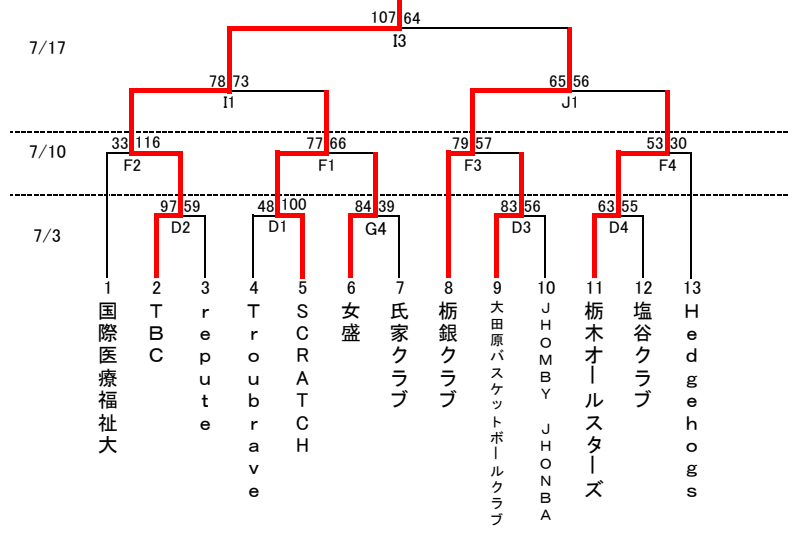 107 64
I3
7/17
78 73
I1
65 56
J1
7/10
33 116
F2
77 66
F1
79 57
F3
53 30
F4
7/3
97 59
D2
48 100
D1
84 39
G4
83 56
D3
63 55
D4
1 2 3 4 5 6 7 8 9 10 11 12 13
国際医療福祉大
TBC
repute
Troubrave
SCRATCH
女盛
氏家クラブ
栃銀クラブ
大田原バスケットボールクラブ
JHOMBY JHONBA
栃木オールスターズ
塩谷クラブ
Hedgehogs